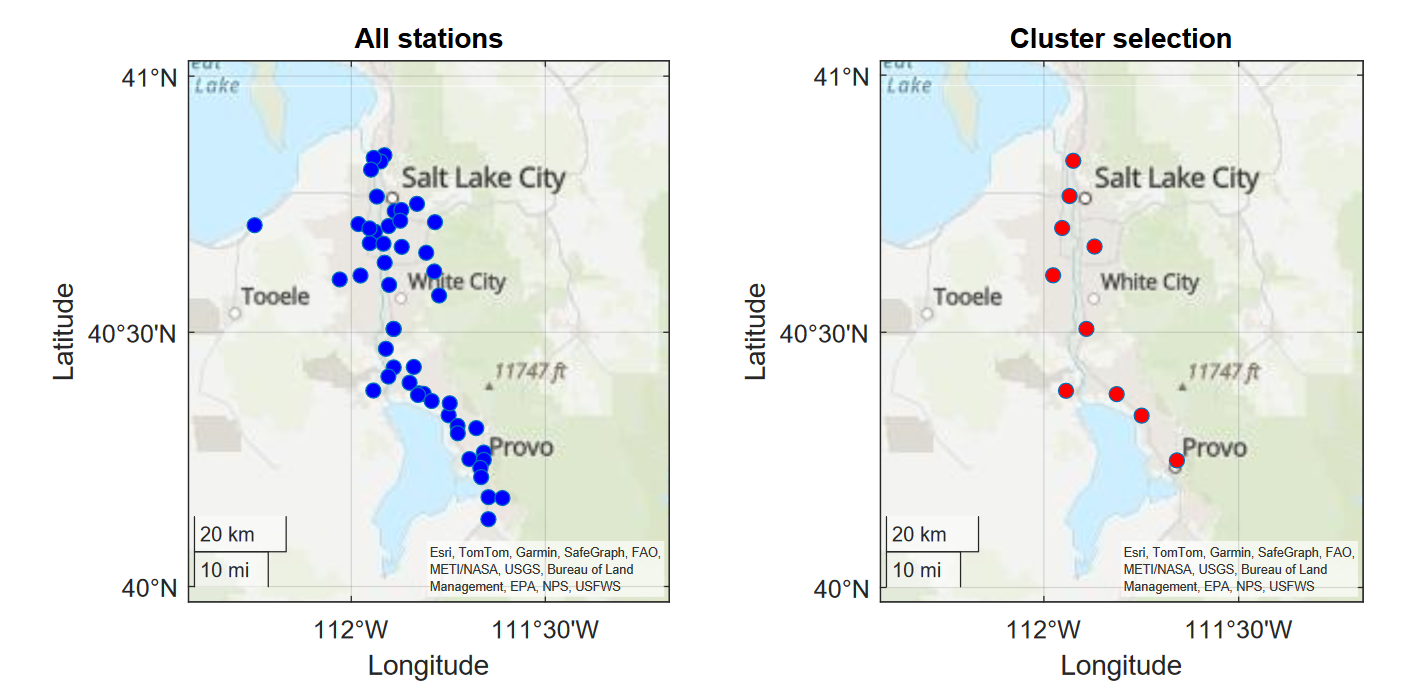 All stations
41°N
40°30'N
40°N
Latitude
Lake
Salt Lake City
White City
Tooele
11747 ft
Provo
20 km
10 mi
Esri, TomTom, Garmin, SafeGraph, FAO,
METI/NASA, USGS, Bureau of Land
Management, EPA, NPS, USFWS
112°W
111°30'W
Longitude
Cluster selection
41°N
40°30'N
40°N
Latitude
Lake
Salt Lake City
White City
Tooele
11747 ft
Provo
20 km
10 mi
Esri, TomTom, Garmin, SafeGraph, FAO,
METI/NASA, USGS, Bureau of Land
Management, EPA, NPS, USFWS
112°W
111°30'W
Longitude